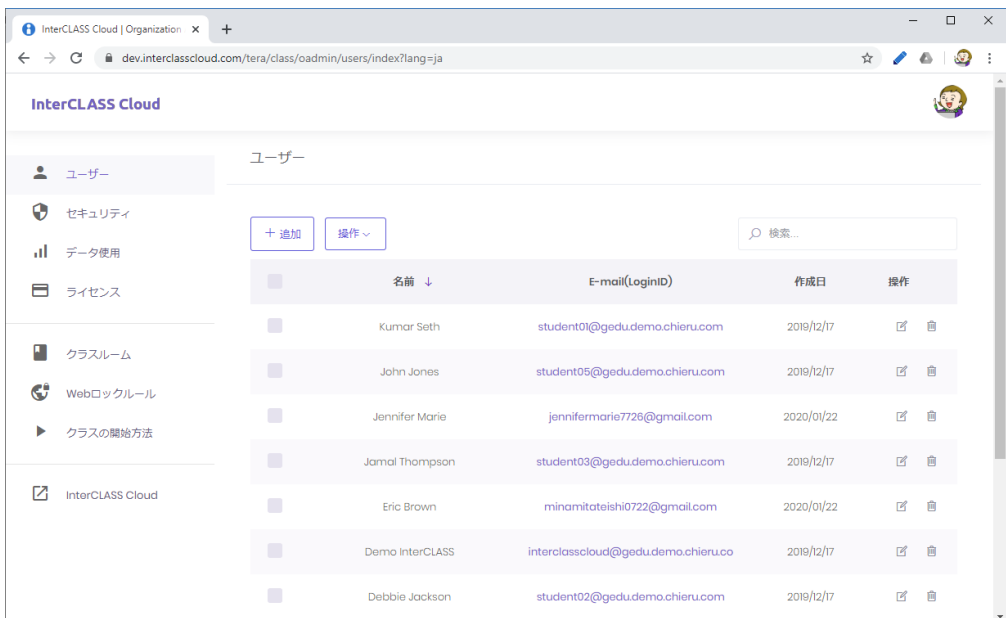 InterCLASS Cloud | Organization
dev.interclasscloud.com/tera/class/oadmin/users/index?lang=ja
InterCLASS Cloud
ユーザー
セキュリティ
データ使用
ライセンス
クラスルーム
Webロックルール
クラスの開始方法
InterCLASS Cloud
ユーザー
+ 追加 操作
検索...
名前 ↓ E-mail(LoginID) 作成日 操作
Kumar Seth student01@gedu.demo.chieru.com 2019/12/17
John Jones student05@gedu.demo.chieru.com 2019/12/17
Jennifer Marie jennifermarie7726@gmail.com 2020/01/22
Jamal Thompson student03@gedu.demo.chieru.com 2019/12/17
Eric Brown minamitateishi0722@gmail.com 2020/01/22
Demo InterCLASS interclasscloud@gedu.demo.chieru.co 2019/12/17
Debbie Jackson student02@gedu.demo.chieru.com 2019/12/17